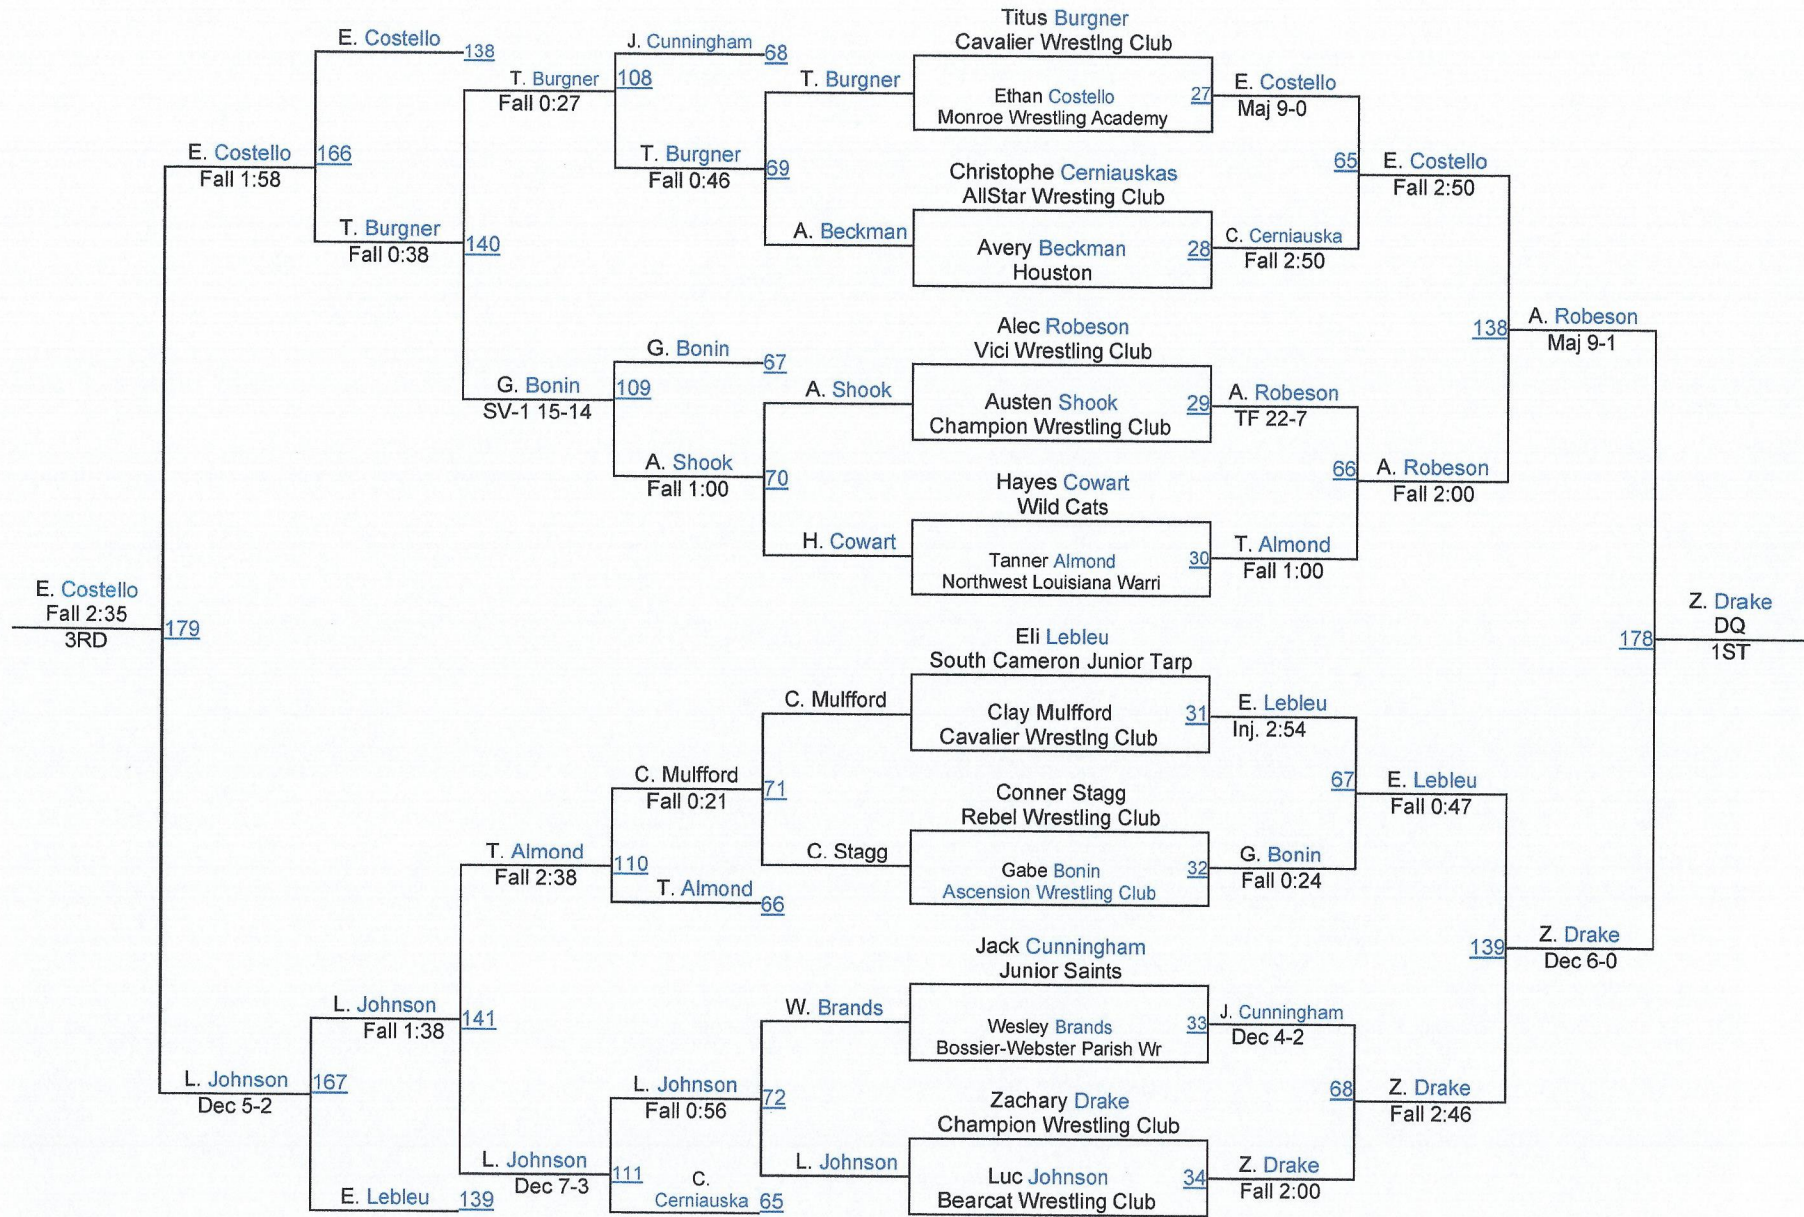 Titus Burgner
Cavalier Wrestlng Club
Ethan Costello
Monroe Wrestling Academy
27
Christophe Cerniauskas
AllStar Wresting Club
Avery Beckman
Houston
28
Alec Robeson
Vici Wrestling Club
Austen Shook
Champion Wrestling Club
29
Hayes Cowart
Wild Cats
Tanner Almond
Northwest Louisiana Warri
30
Eli Lebleu
South Cameron Junior Tarp
Clay Mulfford
Cavalier Wrestlng Club
31
Conner Stagg
Rebel Wrestling Club
Gabe Bonin
Ascension Wrestling Club
32
Jack Cunningham
Junior Saints
Wesley Brands
Bossier-Webster Parish Wr
33
Zachary Drake
Champion Wrestling Club
Luc Johnson
Bearcat Wrestling Club
34
E. Costello
Maj 9-0
65
C. Cerniauska
Fall 2:50
A. Robeson
TF 22-7
66
T. Almond
Fall 1:00
E. Lebleu
Inj. 2:54
67
G. Bonin
Fall 0:24
J. Cunningham
Dec 4-2
68
Z. Drake
Fall 2:00
E. Costello
Fall 2:50
138
A. Robeson
Fall 2:00
E. Lebleu
Fall 0:47
139
Z. Drake
Fall 2:46
A. Robeson
Maj 9-1
178
Z. Drake
Dec 6-0
Z. Drake
DQ
1ST
T. Burgner
69
A. Beckman
A. Shook
70
H. Cowart
C. Mulfford
71
C. Stagg
W. Brands
72
L. Johnson
J. Cunningham
68
108
T. Burgner
Fall 0:46
G. Bonin
67
109
A. Shook
Fall 1:00
C. Mulfford
Fall 0:21
110
T. Almond
66
L. Johnson
Fall 0:56
111
C.
Cerniauska
65
T. Burgner
Fall 0:27
140
G. Bonin
SV-1 15-14
T. Almond
Fall 2:38
141
L. Johnson
Dec 7-3
E. Costello
138
166
T. Burgner
Fall 0:38
L. Johnson
Fall 1:38
167
E. Lebleu
139
E. Costello
Fall 1:58
179
L. Johnson
Dec 5-2
E. Costello
Fall 2:35
3RD